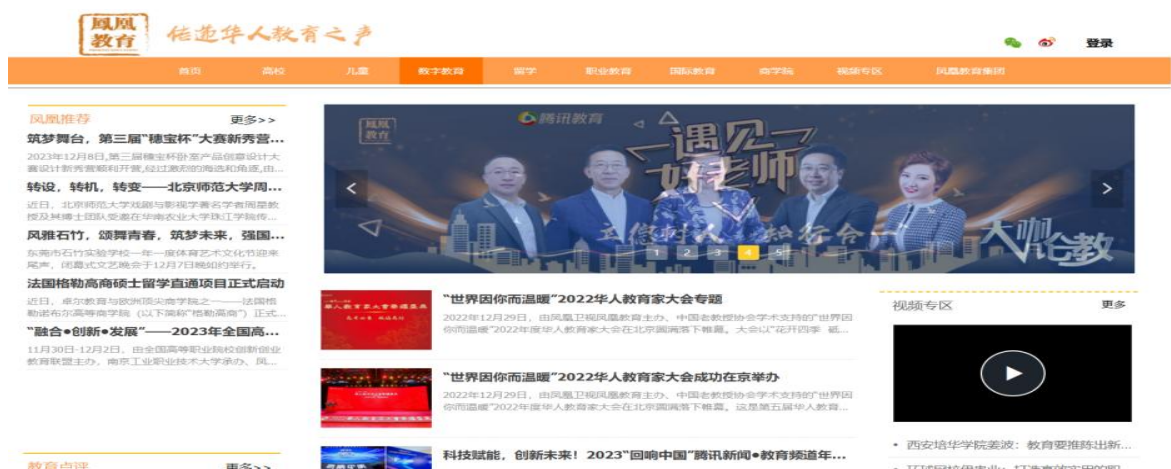 凤凰教育 传递华人教育之声
登录
首页 高校 儿童 数字教育 留学 职业教育 国际教育 商学院 视频专区 凤凰教育集团
凤凰推荐 更多>>
筑梦舞台，第三届“穗宝杯”大赛新秀营...
2023年12月8日,第三届穗宝杯卧室产品创意设计大
赛设计新秀营顺利开营,经过激烈的海选和角逐,由...
转设，转机，转变——北京师范大学周...
近日，北京师范大学戏剧与影视学著名学者周星教
授及其博士团队受邀在华南农业大学珠江学院传...
风雅石竹，颂舞青春，筑梦未来，强国...
东莞市石竹实验学校一年一度体育艺术文化节迎来
尾声，闭幕式文艺晚会于12月7日晚如约举行。
法国格勒高商硕士留学直通项目正式启动
近日，卓尔教育与欧洲顶尖商学院之一——法国格
勒诺布尔高等商学院（以下简称“格勒高商”）正式...
“融合●创新●发展”——2023年全国高...
11月30日-12月2日，由全国高等职业院校创新创业
教育联盟主办，南京工业职业技术大学承办、凤...
教育点评 更多>>
凤凰教育
腾讯教育
遇见好老师
立德树人 知行合一
大咖论教
1 2 3 4 5
“世界因你而温暖”2022华人教育家大会专题
2022年12月29日，由凤凰卫视凤凰教育主办、中国老教授协会学术支持的“世界因
你而温暖”2022年度华人教育家大会在北京圆满落下帷幕。大会以“花开四季 砥...
“世界因你而温暖”2022华人教育家大会成功在京举办
2022年12月29日，由凤凰卫视凤凰教育主办、中国老教授协会学术支持的“世界因
你而温暖”2022年度华人教育家大会在北京圆满落下帷幕。这是第五届华人教育...
科技赋能，创新未来！2023“回响中国”腾讯新闻●教育频道年...
视频专区 更多
• 西安培华学院姜波：教育要推陈出新...